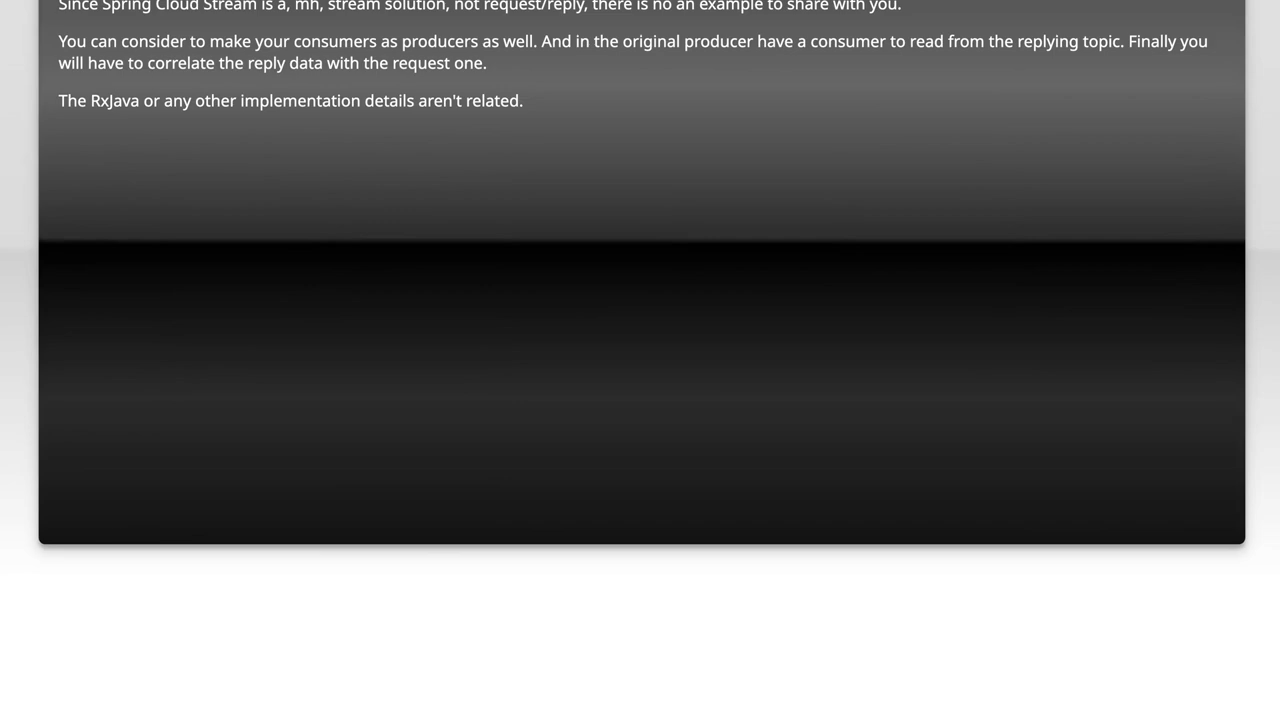 Since Spring Cloud Stream is a, mh, stream solution, not request/reply, there is no an example to share with you.
You can consider to make your consumers as producers as well. And in the original producer have a consumer to read from the replying topic. Finally you
will have to correlate the reply data with the request one.
The RxJava or any other implementation details aren't related.